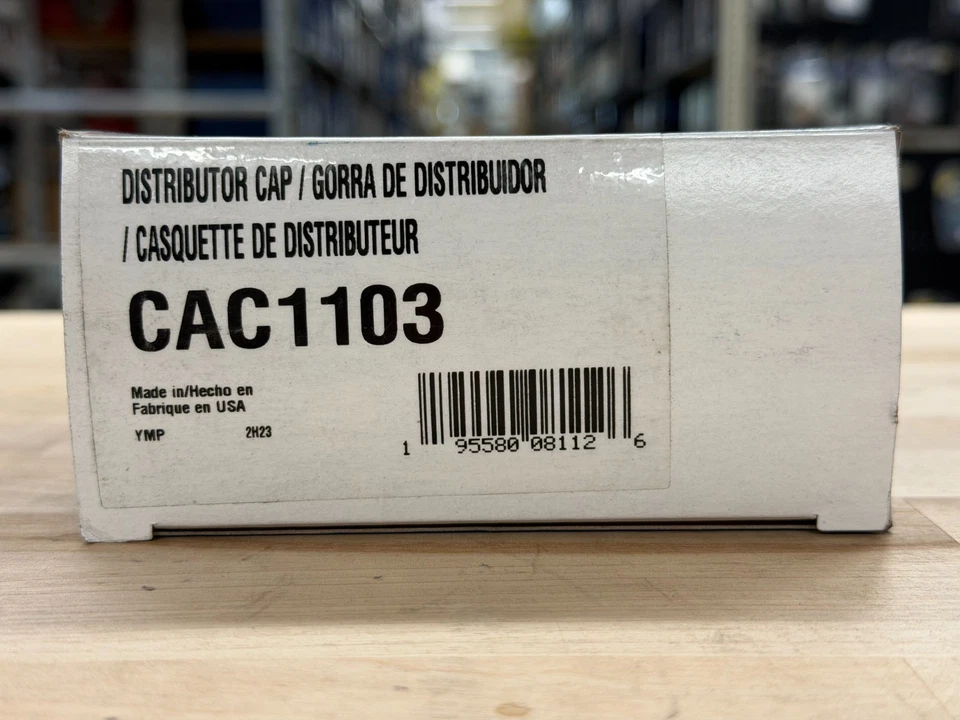 DISTRIBUTOR CAP / GORRA DE DISTRIBUIDOR
/ CASQUETTE DE DISTRIBUTEUR
CAC1103
Made in/Hecho en
Fabrique en USA
YMP 2H23
1 95580 08112 6